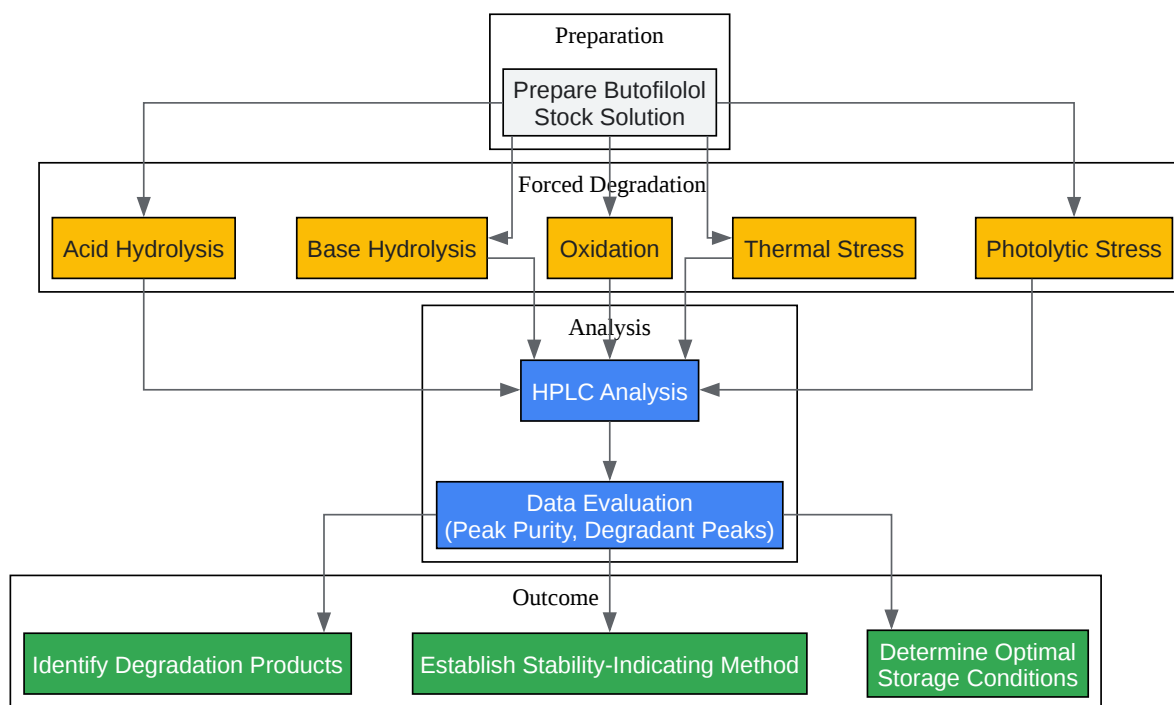 Preparation
Prepare Butofilolol
Stock Solution
Forced Degradation
Acid Hydrolysis
Base Hydrolysis
Oxidation
Thermal Stress
Photolytic Stress
Analysis
HPLC Analysis
Data Evaluation
(Peak Purity, Degradant Peaks)
Outcome
Identify Degradation Products
Establish Stability-Indicating Method
Determine Optimal
Storage Conditions